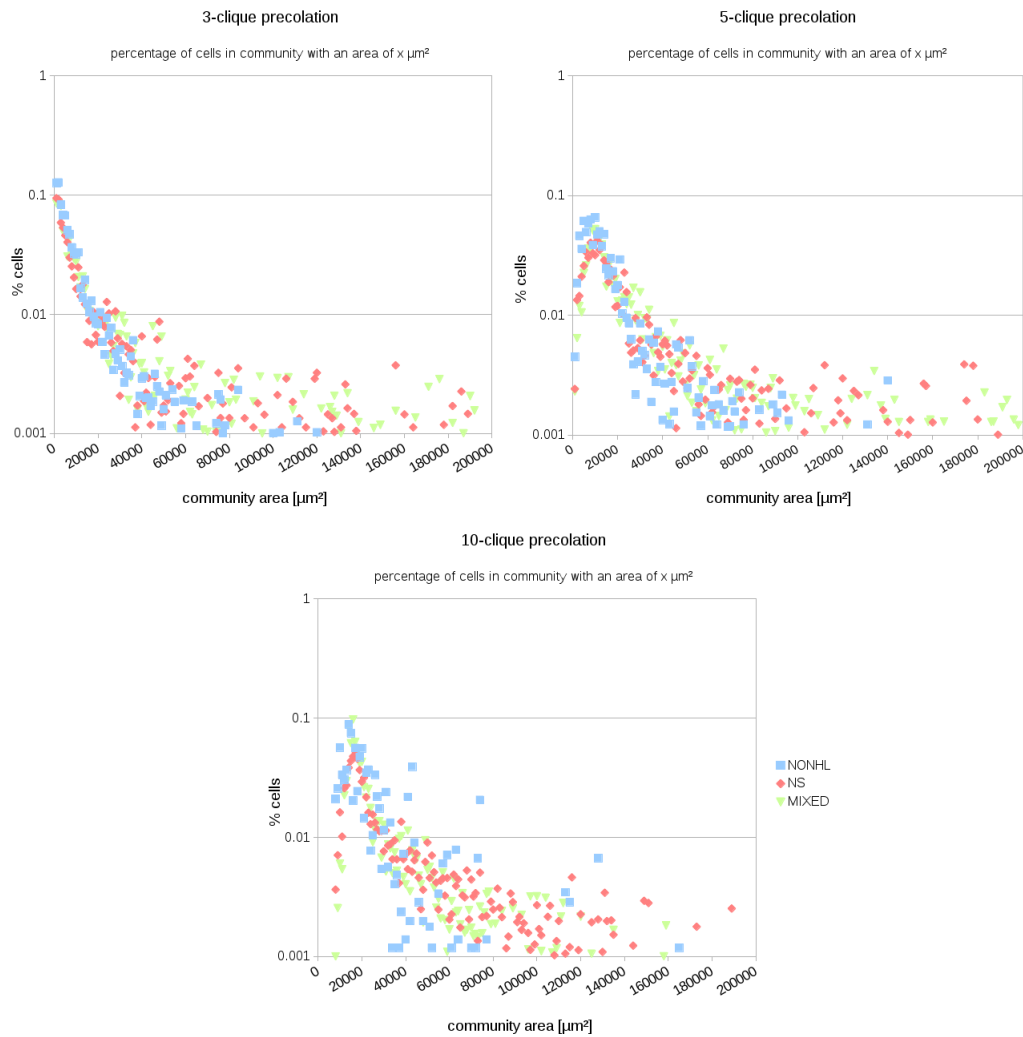 3-clique precolation
percentage of cells in community with an area of x µm²
1
0.1
0.01
0.001
% cells
0 20000 40000 60000 80000 100000 120000 140000 160000 180000 200000
community area [µm²]
5-clique precolation
percentage of cells in community with an area of x µm²
1
0.1
0.01
0.001
% cells
0 20000 40000 60000 80000 100000 120000 140000 160000 180000 200000
community area [µm²]
10-clique precolation
percentage of cells in community with an area of x µm²
1
0.1
0.01
0.001
% cells
0 20000 40000 60000 80000 100000 120000 140000 160000 180000 200000
community area [µm²]
NONHL
NS
MIXED